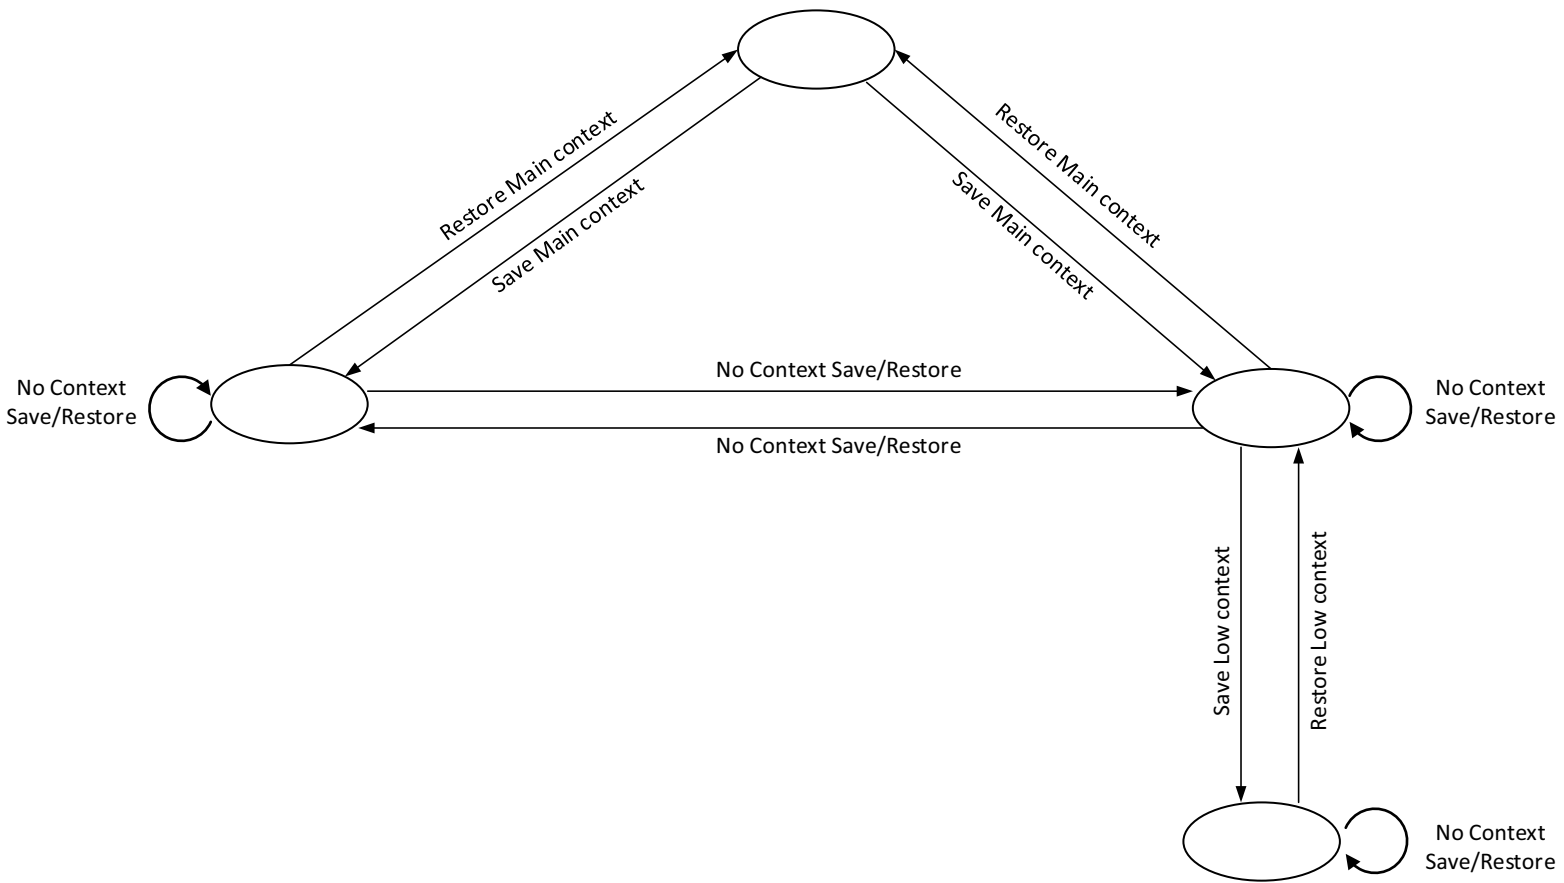 Restore Main context
Save Main context
Restore Main context
Save Main context
No Context
Save/Restore
No Context Save/Restore
No Context Save/Restore
No Context
Save/Restore
Save Low context
Restore Low context
No Context
Save/Restore